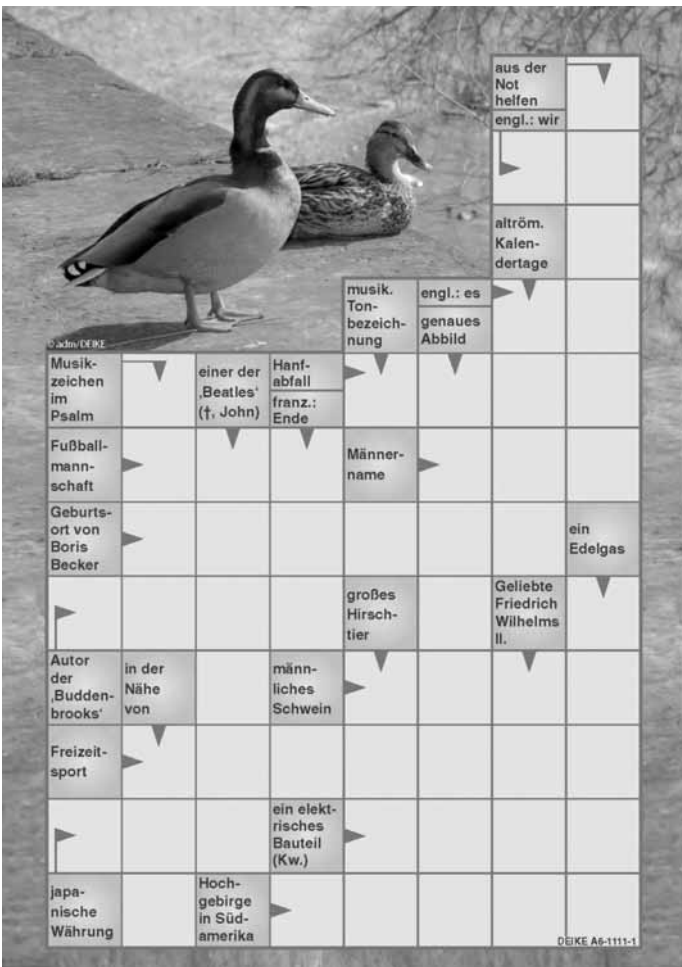 aus der
Not
helfen
engl.: wir
altröm.
Kalen-
dertage
musik.
Ton-
bezeich-
nung
engl.: es
genaues
Abbild
© adm/DEIKE
Musik-
zeichen
im
Psalm
einer der
‚Beatles‘
(†, John)
Hanf-
abfall
franz.:
Ende
Fußball-
mann-
schaft
Männer-
name
Geburts-
ort von
Boris
Becker
ein
Edelgas
großes
Hirsch-
tier
Geliebte
Friedrich
Wilhelms
II.
Autor
der
‚Budden-
brooks‘
in der
Nähe
von
männ-
liches
Schwein
Freizeit-
sport
ein elekt-
risches
Bauteil
(Kw.)
japa-
nische
Währung
Hoch-
gebirge
in Süd-
amerika
DEIKE A6-1111-1